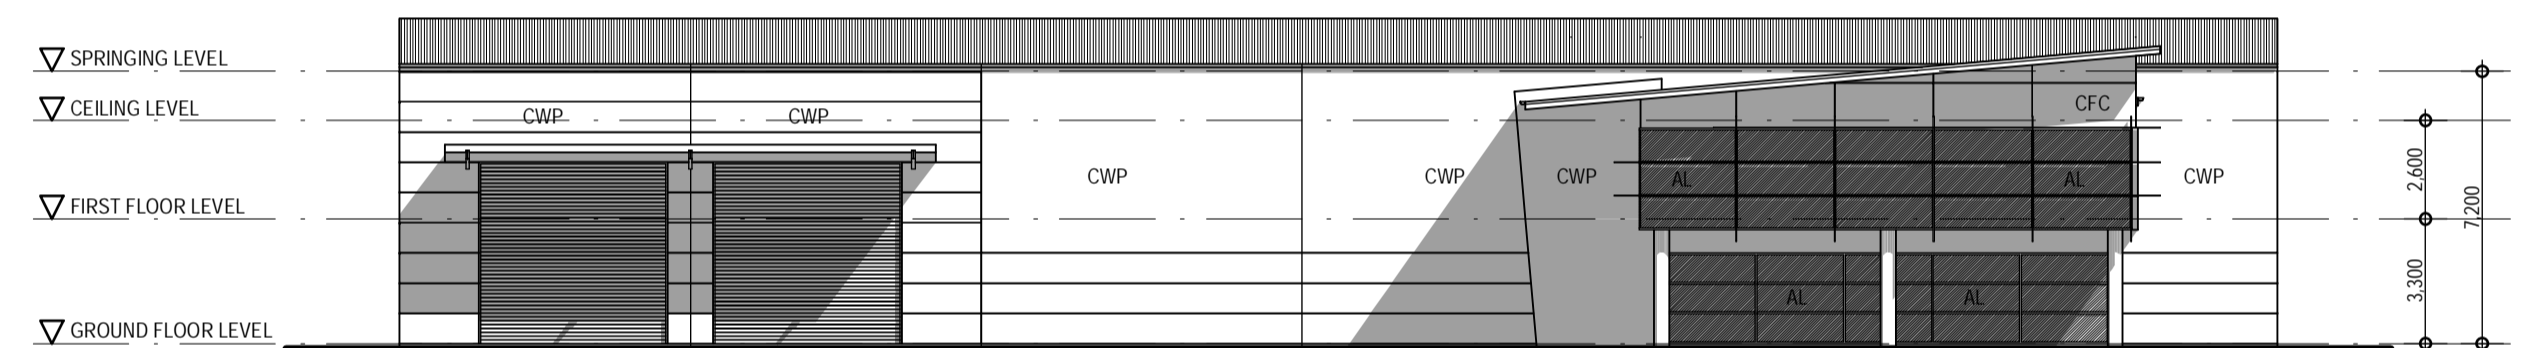 SPRINGING LEVEL
CEILING LEVEL
FIRST FLOOR LEVEL
GROUND FLOOR LEVEL
CWP
CWP
CWP
CWP
CWP
CFC
AL
AL
CWP
AL
AL
2,600
7,200
3,300